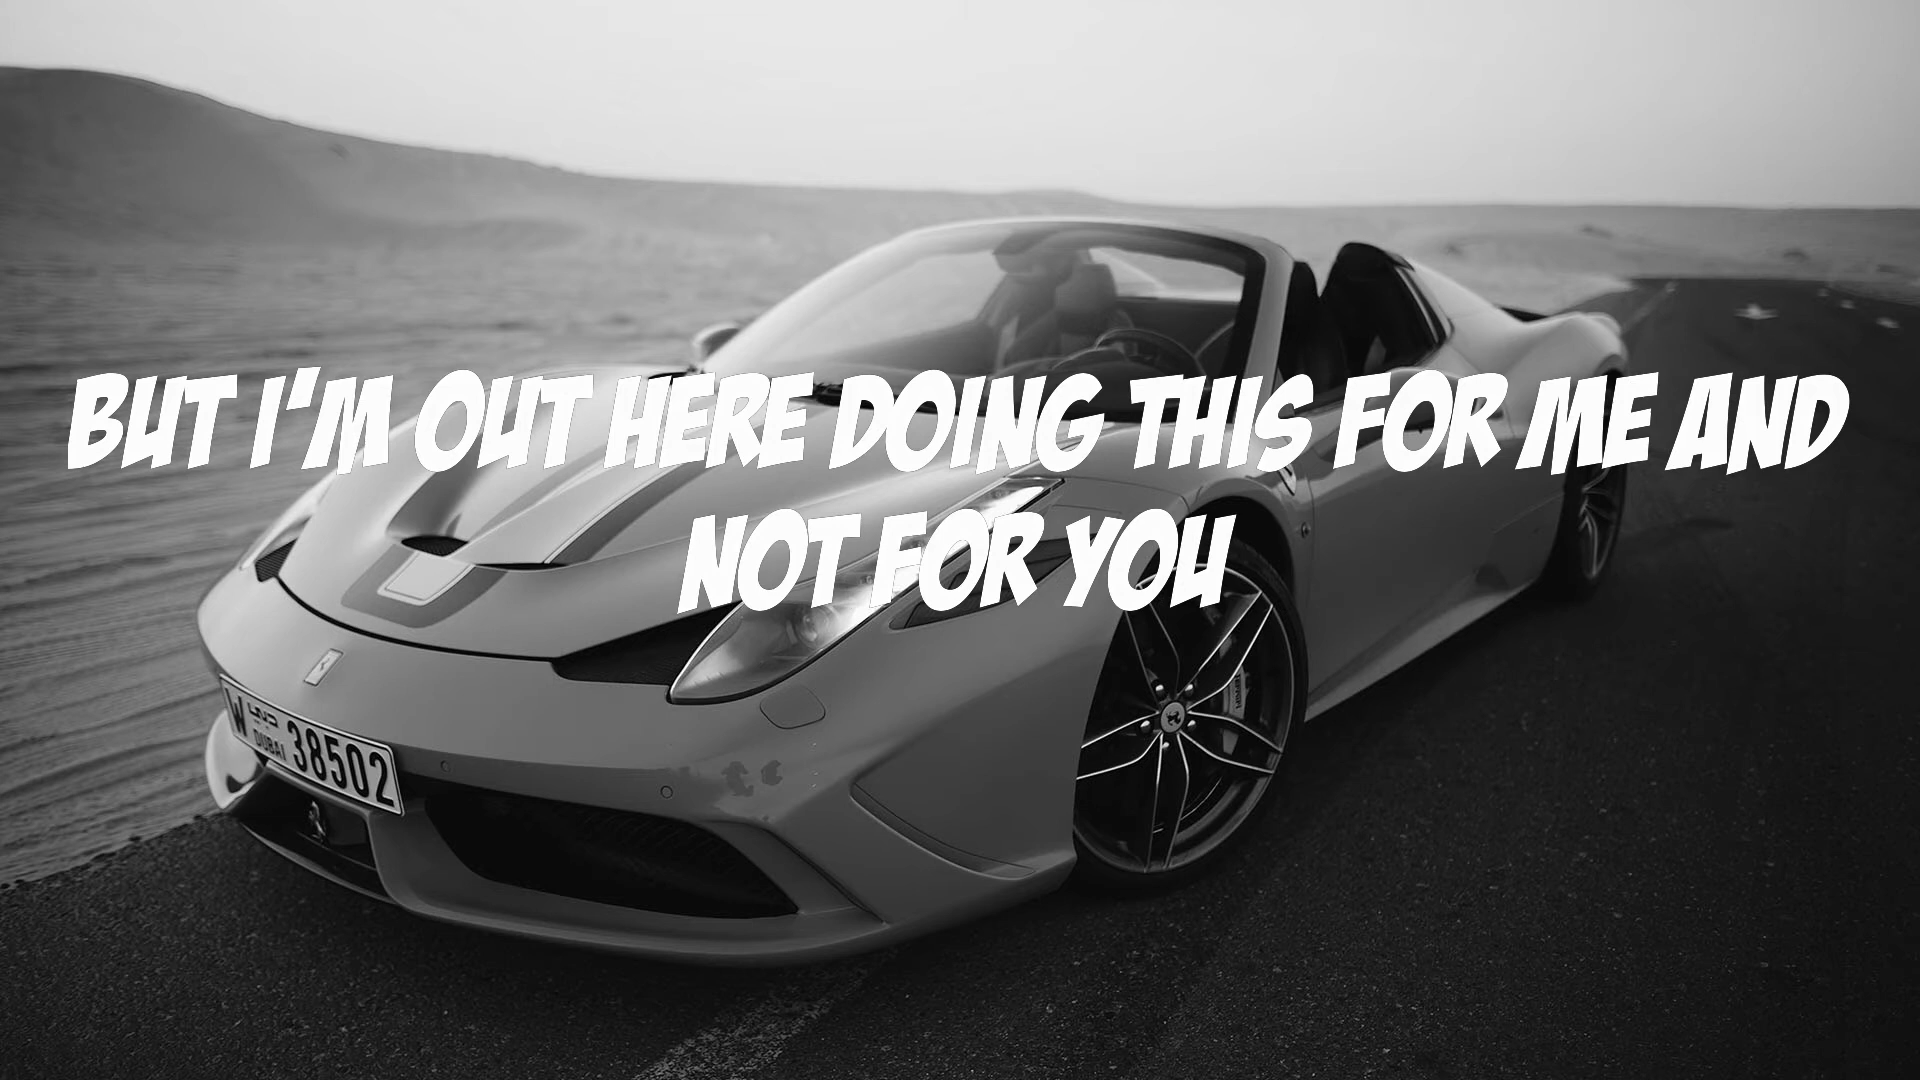 BUT I'M OUT HERE DOING THIS FOR ME AND
NOT FOR YOU
W دبي DUBAI 38502